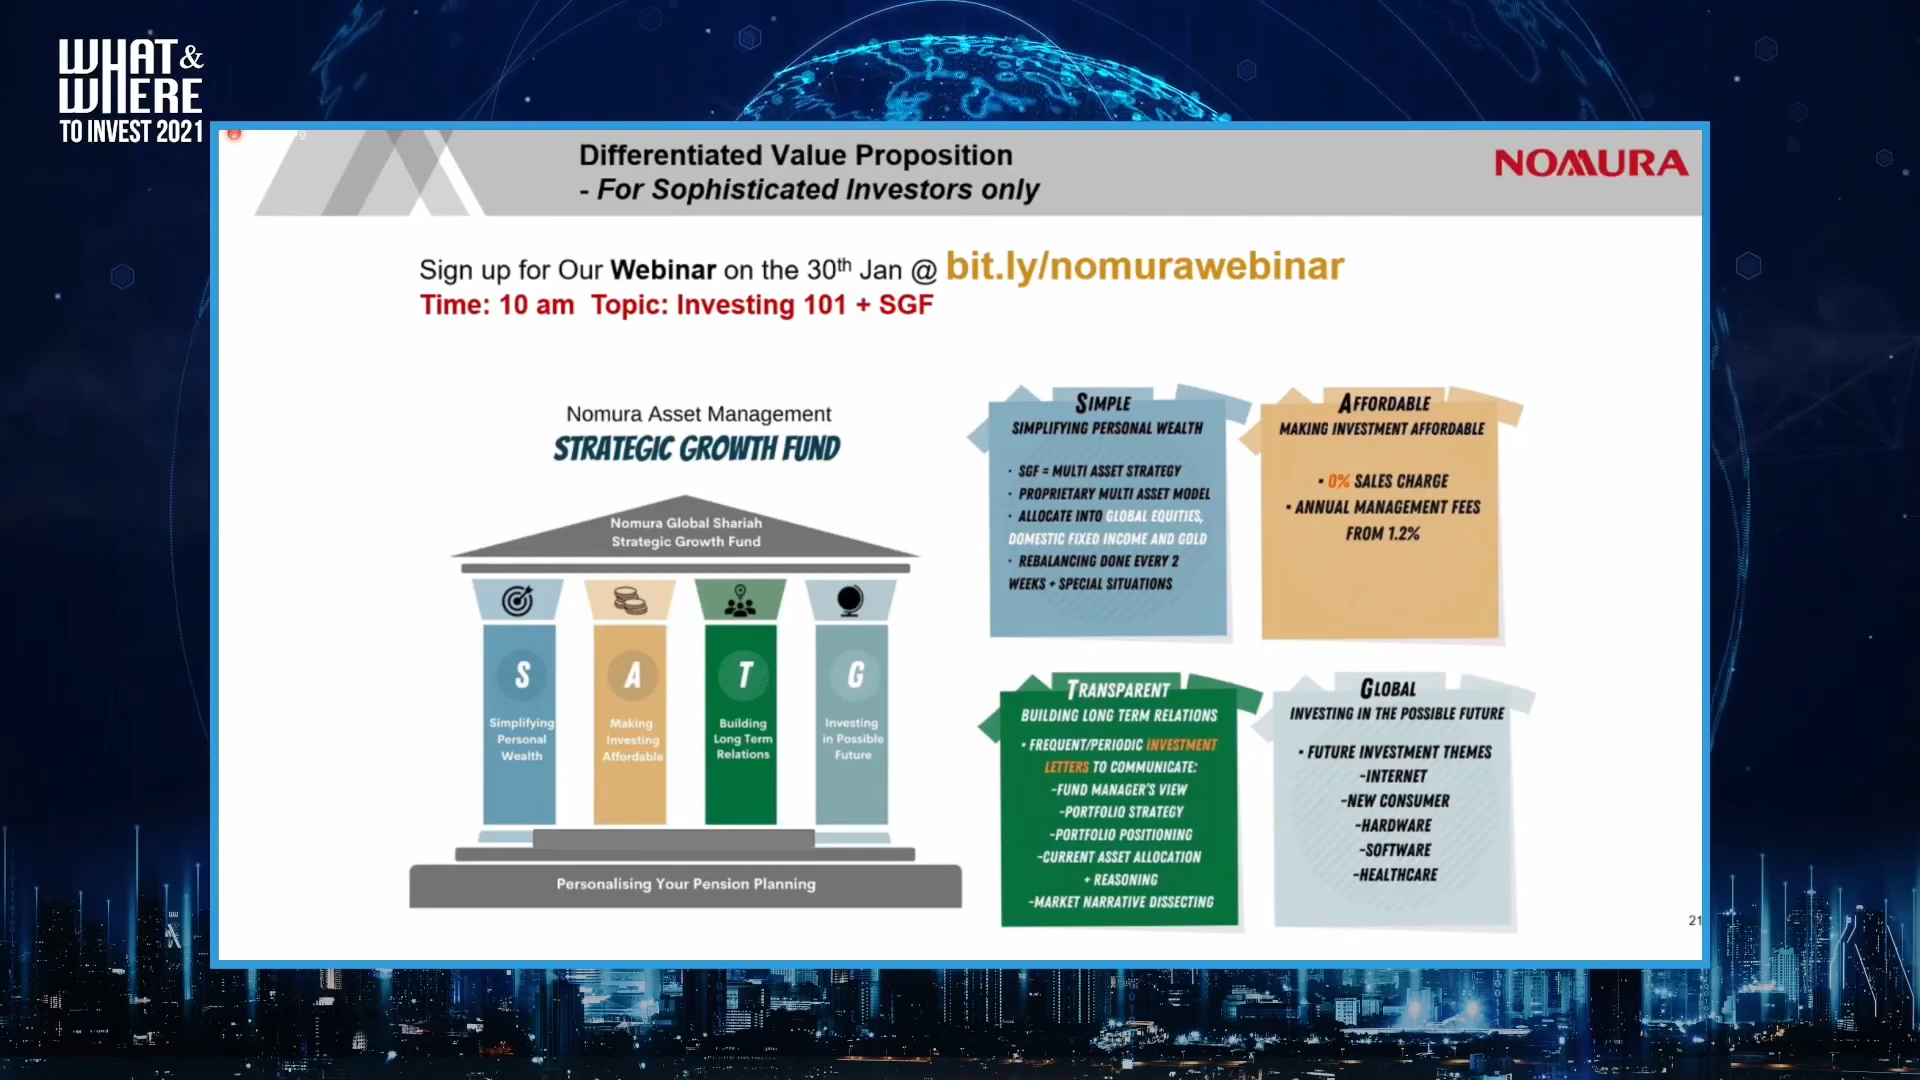 WHAT &
WHERE
TO INVEST 2021
Differentiated Value Proposition
- For Sophisticated Investors only
NOMURA
Sign up for Our Webinar on the 30th Jan @ bit.ly/nomurawebinar
Time: 10 am Topic: Investing 101 + SGF
Nomura Asset Management
STRATEGIC GROWTH FUND
Nomura Global Shariah
Strategic Growth Fund
S
Simplifying
Personal
Wealth
A
Making
Investing
Affordable
T
Building
Long Term
Relations
G
Investing
in Possible
Future
Personalising Your Pension Planning
SIMPLE
SIMPLIFYING PERSONAL WEALTH
· SGF = MULTI ASSET STRATEGY
· PROPRIETARY MULTI ASSET MODEL
· ALLOCATE INTO GLOBAL EQUITIES,
DOMESTIC FIXED INCOME AND GOLD
· REBALANCING DONE EVERY 2
WEEKS + SPECIAL SITUATIONS
AFFORDABLE
MAKING INVESTMENT AFFORDABLE
• 0% SALES CHARGE
• ANNUAL MANAGEMENT FEES
FROM 1.2%
TRANSPARENT
BUILDING LONG TERM RELATIONS
• FREQUENT/PERIODIC INVESTMENT
LETTERS TO COMMUNICATE:
-FUND MANAGER'S VIEW
-PORTFOLIO STRATEGY
-PORTFOLIO POSITIONING
-CURRENT ASSET ALLOCATION
+ REASONING
-MARKET NARRATIVE DISSECTING
GLOBAL
INVESTING IN THE POSSIBLE FUTURE
• FUTURE INVESTMENT THEMES
-INTERNET
-NEW CONSUMER
-HARDWARE
-SOFTWARE
-HEALTHCARE
21